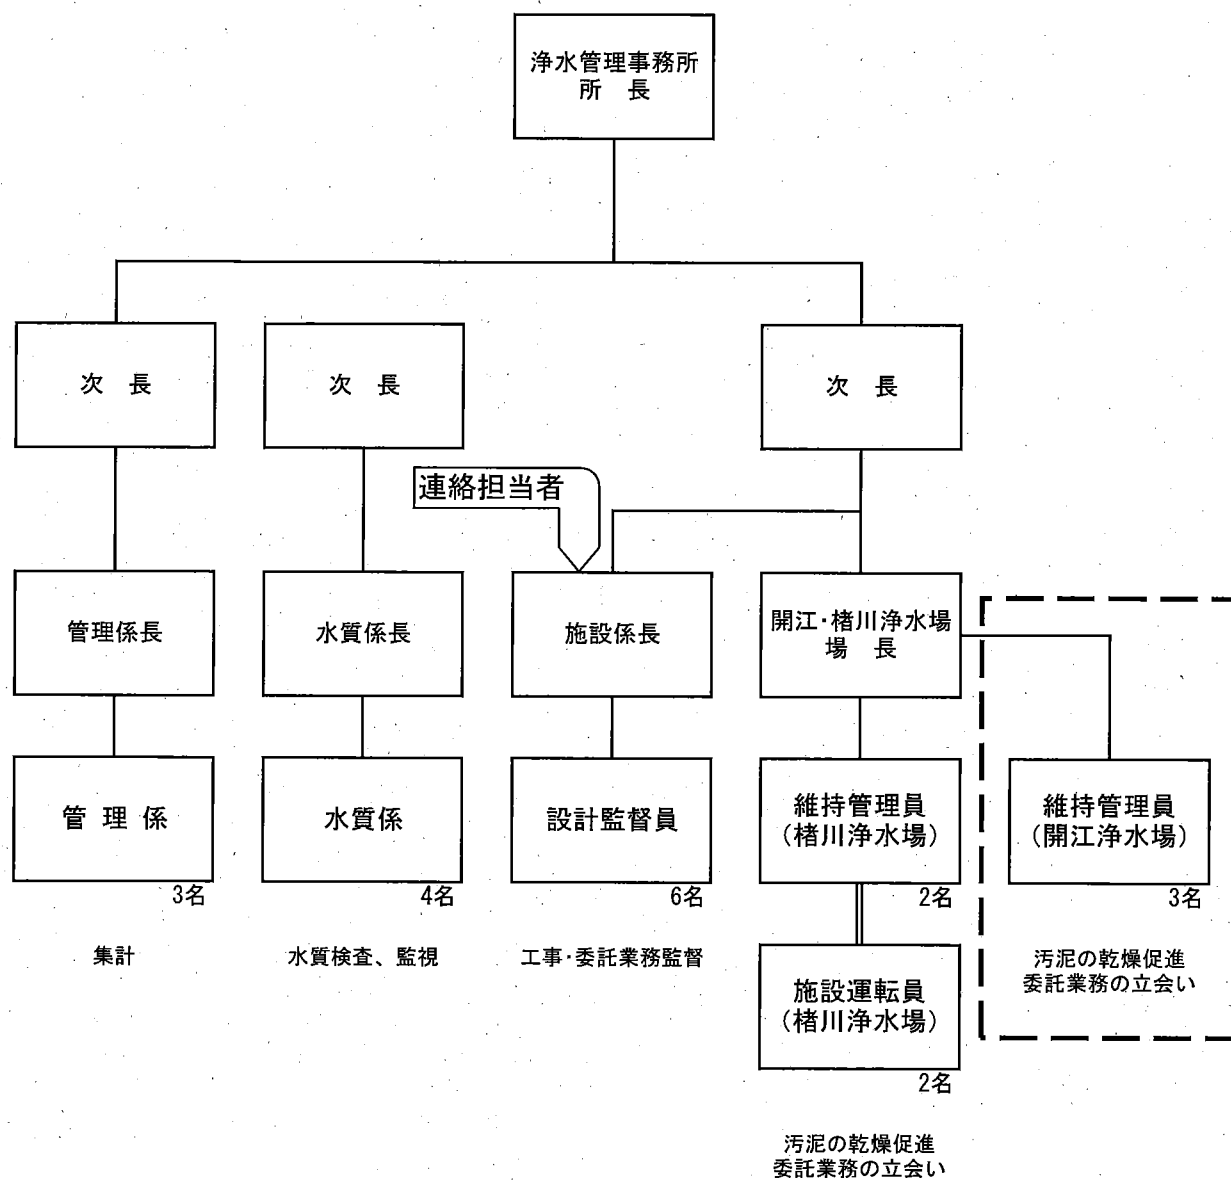 浄水管理事務所
所　長
次　長
次　長
次　長
連絡担当者
管理係長
水質係長
施設係長
開江・楮川浄水場
場　長
管 理 係
3名
集計
水質係
4名
水質検査、監視
設計監督員
6名
工事・委託業務監督
維持管理員
(楮川浄水場)
2名
維持管理員
(開江浄水場)
3名
汚泥の乾燥促進
委託業務の立会い
施設運転員
(楮川浄水場)
2名
汚泥の乾燥促進
委託業務の立会い